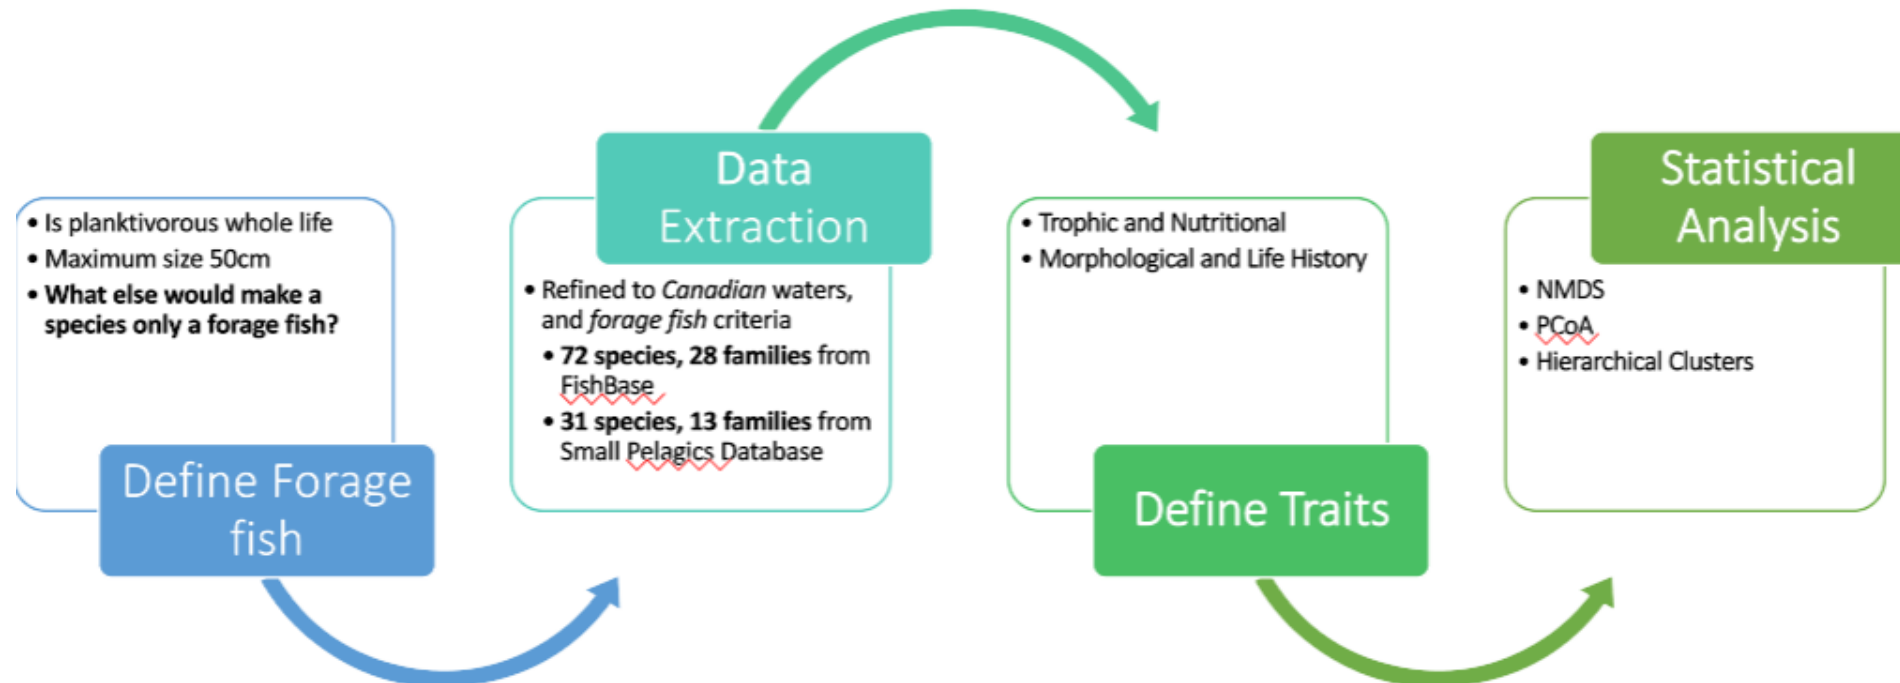 • Is planktivorous whole life
• Maximum size 50cm
• What else would make a
species only a forage fish?
Define Forage
fish
Data
Extraction
• Refined to Canadian waters,
and forage fish criteria
• 72 species, 28 families from
FishBase
• 31 species, 13 families from
Small Pelagics Database
• Trophic and Nutritional
• Morphological and Life History
Define Traits
Statistical
Analysis
• NMDS
• PCoA
• Hierarchical Clusters